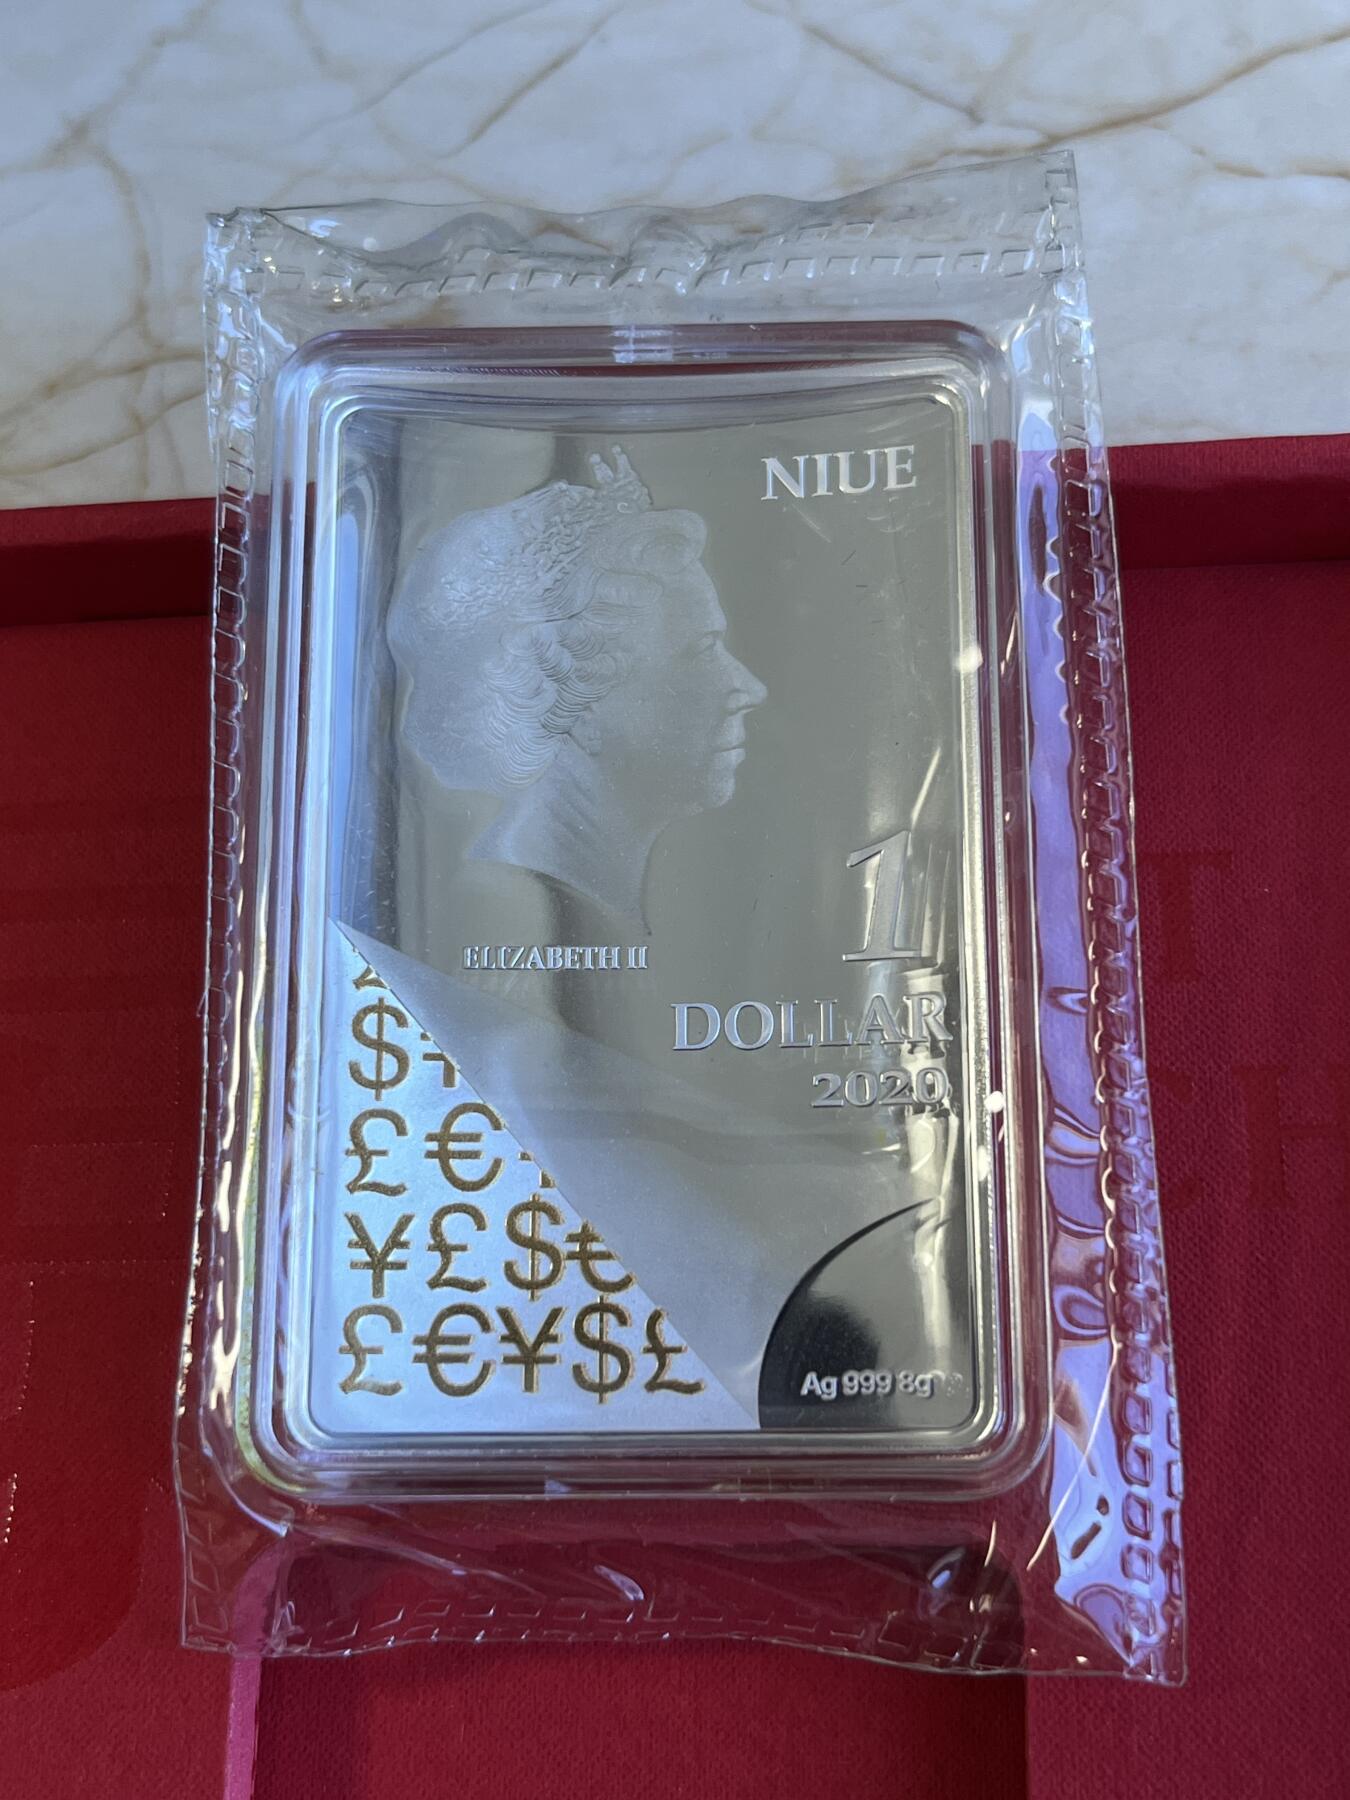 NIUE
ELIZABETH II
1
DOLLAR
2020
$
£ €
¥ £ $ €
£ € ¥ $ £
Ag 999 8g